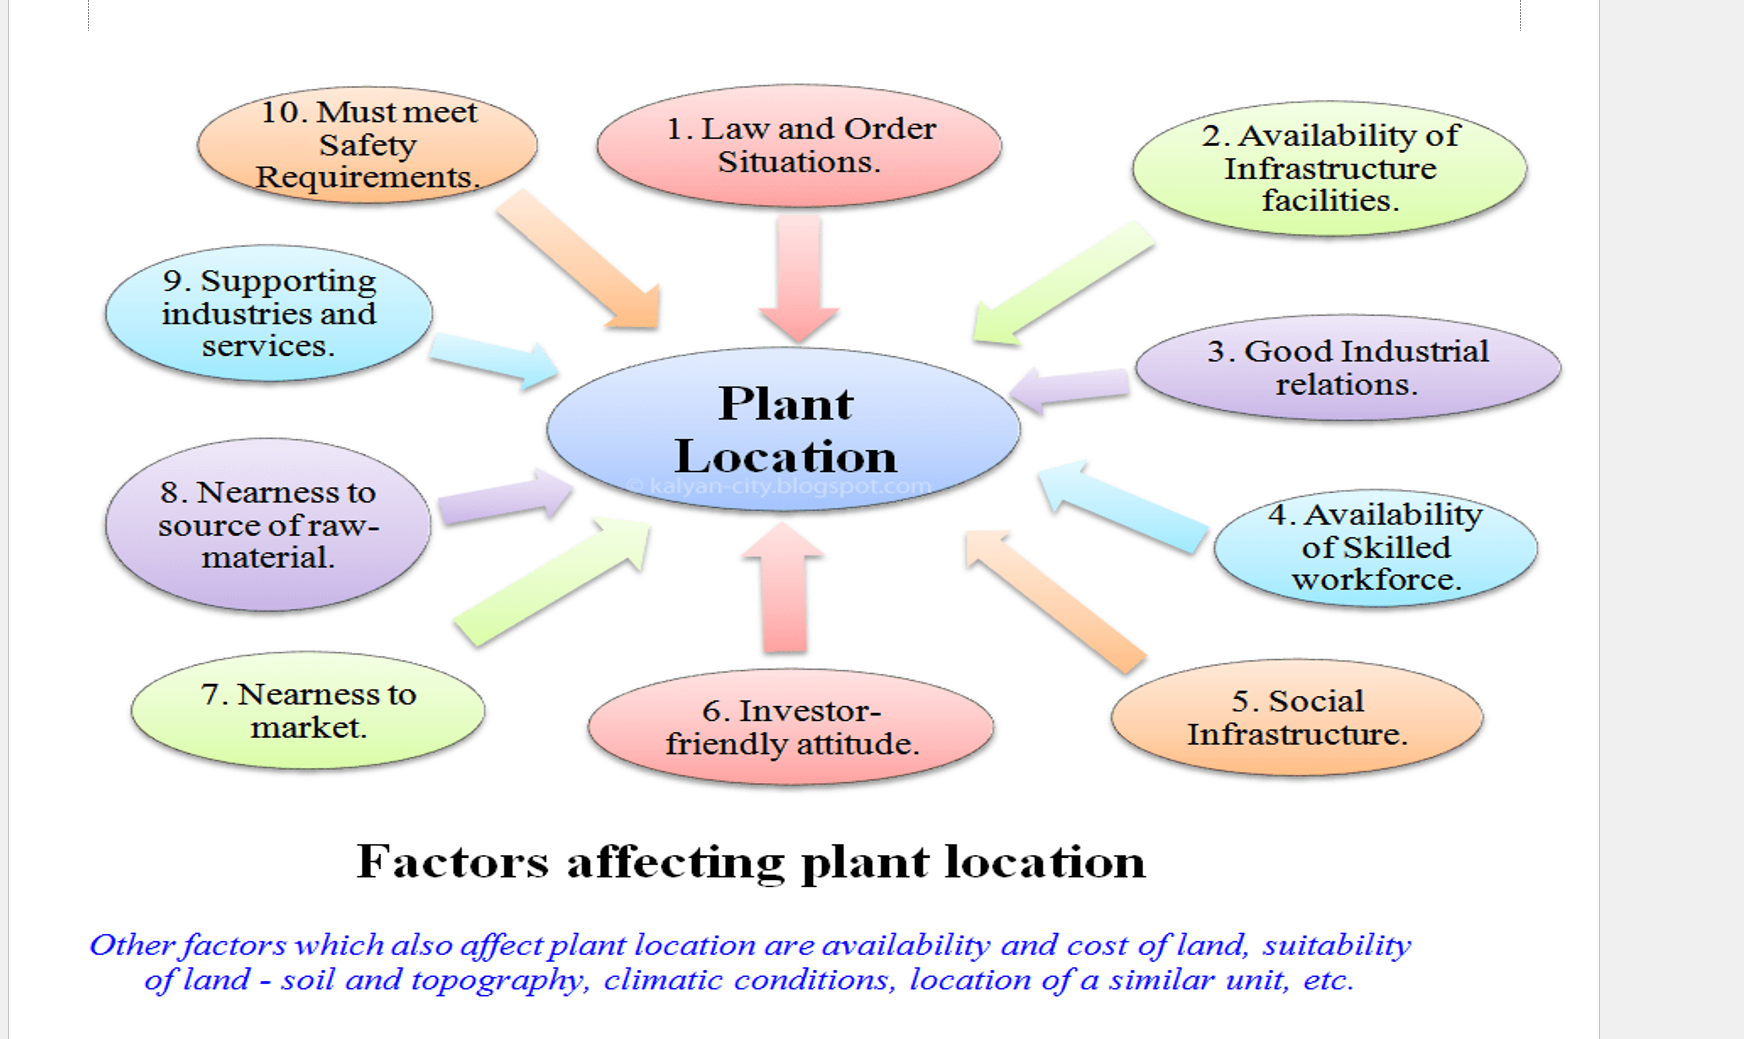 10. Must meet
Safety
Requirements.
1. Law and Order
Situations.
2. Availability of
Infrastructure
facilities.
9. Supporting
industries and
services.
3. Good Industrial
relations.
Plant
Location
© kalyan-city.blogspot.com
8. Nearness to
source of raw-
material.
4. Availability
of Skilled
workforce.
7. Nearness to
market.
6. Investor-
friendly attitude.
5. Social
Infrastructure.
Factors affecting plant location
Other factors which also affect plant location are availability and cost of land, suitability
of land - soil and topography, climatic conditions, location of a similar unit, etc.